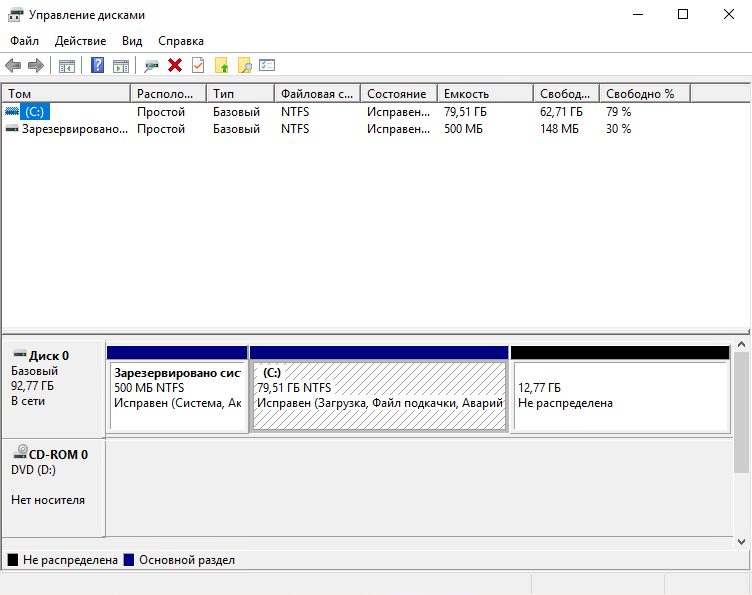 Управление дисками
Файл Действие Вид Справка
Том Располо... Тип Файловая с... Состояние Емкость Свобод... Свободно %
(C:) Простой Базовый NTFS Исправен... 79,51 ГБ 62,71 ГБ 79 %
Зарезервировано... Простой Базовый NTFS Исправен... 500 МБ 148 МБ 30 %
Диск 0
Базовый
92,77 ГБ
В сети
Зарезервировано сис
500 МБ NTFS
Исправен (Система, Ак
(C:)
79,51 ГБ NTFS
Исправен (Загрузка, Файл подкачки, Аварий
12,77 ГБ
Не распределена
CD-ROM 0
DVD (D:)
Нет носителя
Не распределена Основной раздел